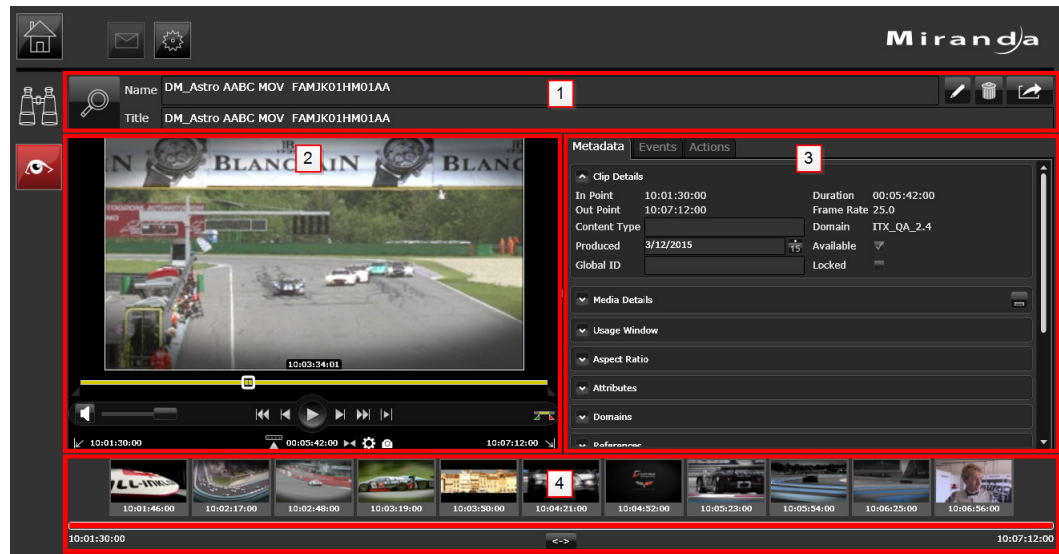 Miranda
Name DM_Astro AABC MOV FAMJK01HM01AA
1
Title DM_Astro AABC MOV FAMJK01HM01AA
2
BLANCPAIN
BLANC
10:03:34:01
10:01:30:00
00:05:42:00
10:07:12:00
Metadata Events Actions
3
Clip Details
In Point 10:01:30:00 Duration 00:05:42:00
Out Point 10:07:12:00 Frame Rate 25.0
Content Type Domain ITX_QA_2.4
Produced 3/12/2015 15 Available
Global ID Locked
Media Details
Usage Window
Aspect Ratio
Attributes
Domains
References
4
LL-INKL
10:01:46:00 10:02:17:00 10:02:48:00 10:03:19:00 10:03:50:00 10:04:21:00 10:04:52:00 10:05:23:00 10:05:54:00 10:06:25:00 10:06:56:00
10:01:30:00 <-> 10:07:12:00